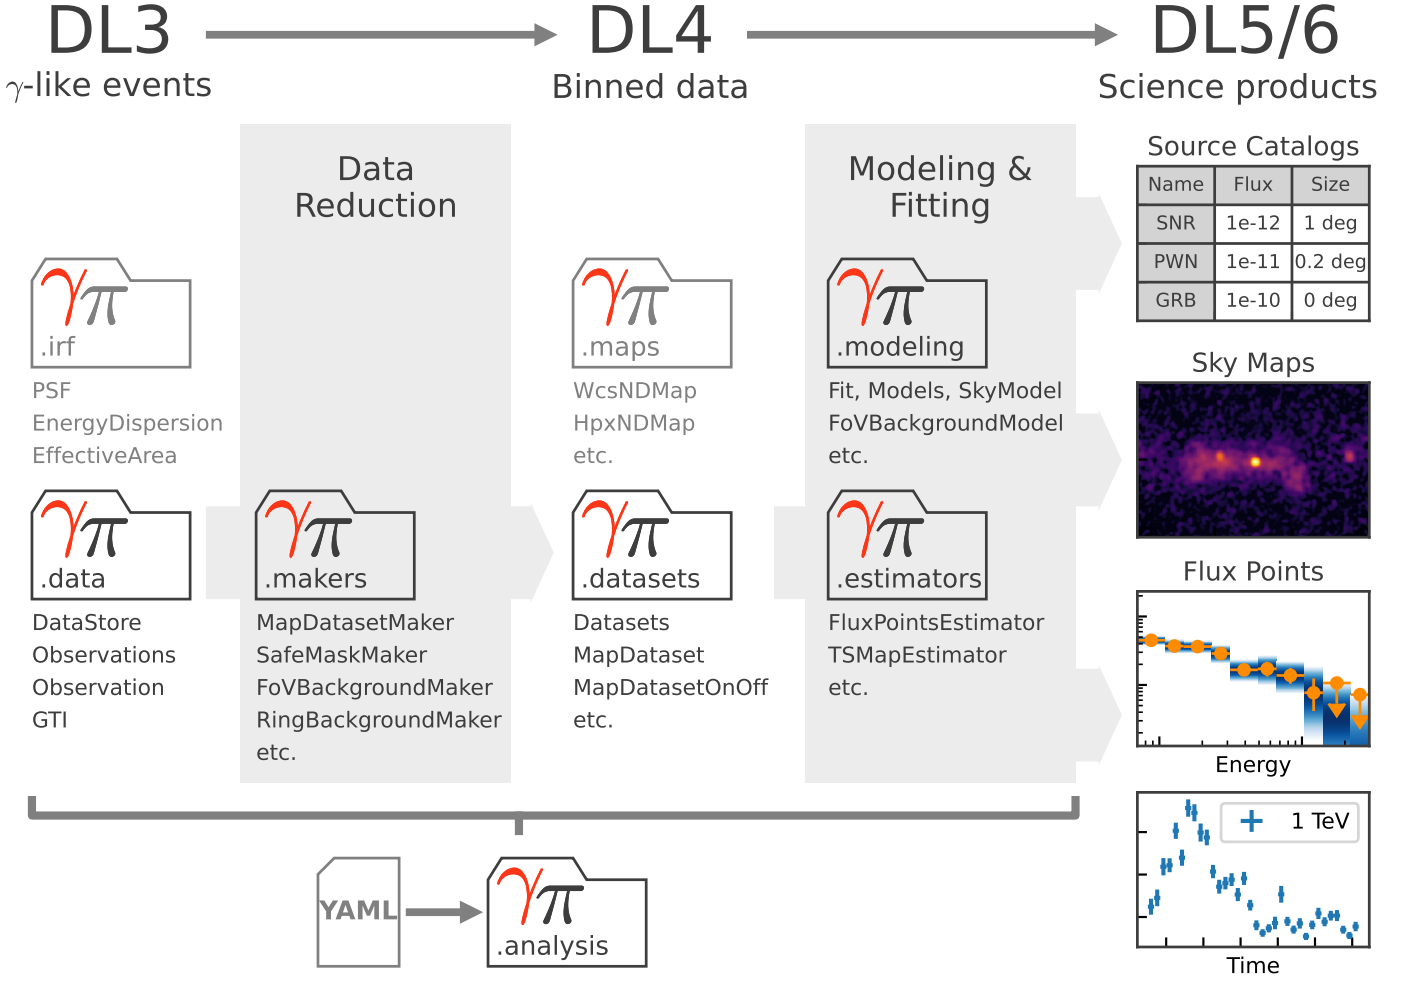 DL3
DL4
DL5/6
γ-like events
Binned data
Science products
Data
Reduction
Modeling &
Fitting
γπ
.irf
PSF
EnergyDispersion
EffectiveArea
γπ
.data
DataStore
Observations
Observation
GTI
γπ
.makers
MapDatasetMaker
SafeMaskMaker
FoVBackgroundMaker
RingBackgroundMaker
etc.
γπ
.maps
WcsNDMap
HpxNDMap
etc.
γπ
.datasets
Datasets
MapDataset
MapDatasetOnOff
etc.
γπ
.modeling
Fit, Models, SkyModel
FoVBackgroundModel
etc.
γπ
.estimators
FluxPointsEstimator
TSMapEstimator
etc.
Source Catalogs
Name Flux Size
SNR 1e-12 1 deg
PWN 1e-11 0.2 deg
GRB 1e-10 0 deg
Sky Maps
Flux Points
Energy
1 TeV
Time
YAML
γπ
.analysis